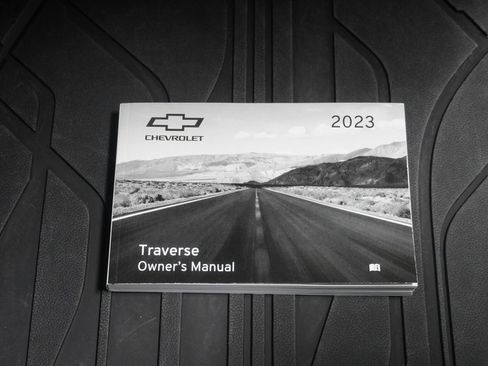 2023
CHEVROLET
Traverse
Owner's Manual